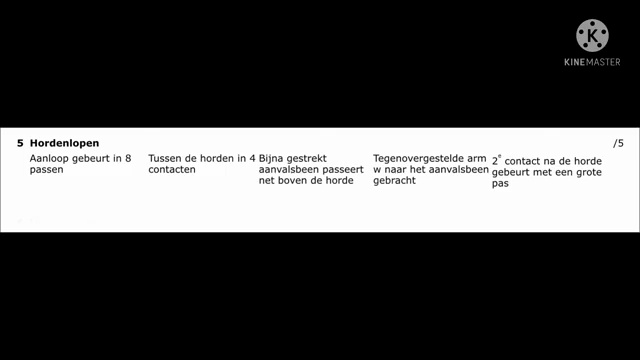 K
KINEMASTER
5 Hordenlopen /5
Aanloop gebeurt in 8
passen
Tussen de horden in 4
contacten
Bijna gestrekt
aanvalsbeen passeert
net boven de horde
Tegenovergestelde arm
w naar het aanvalsbeen
gebracht
2e contact na de horde
gebeurt met een grote
pas